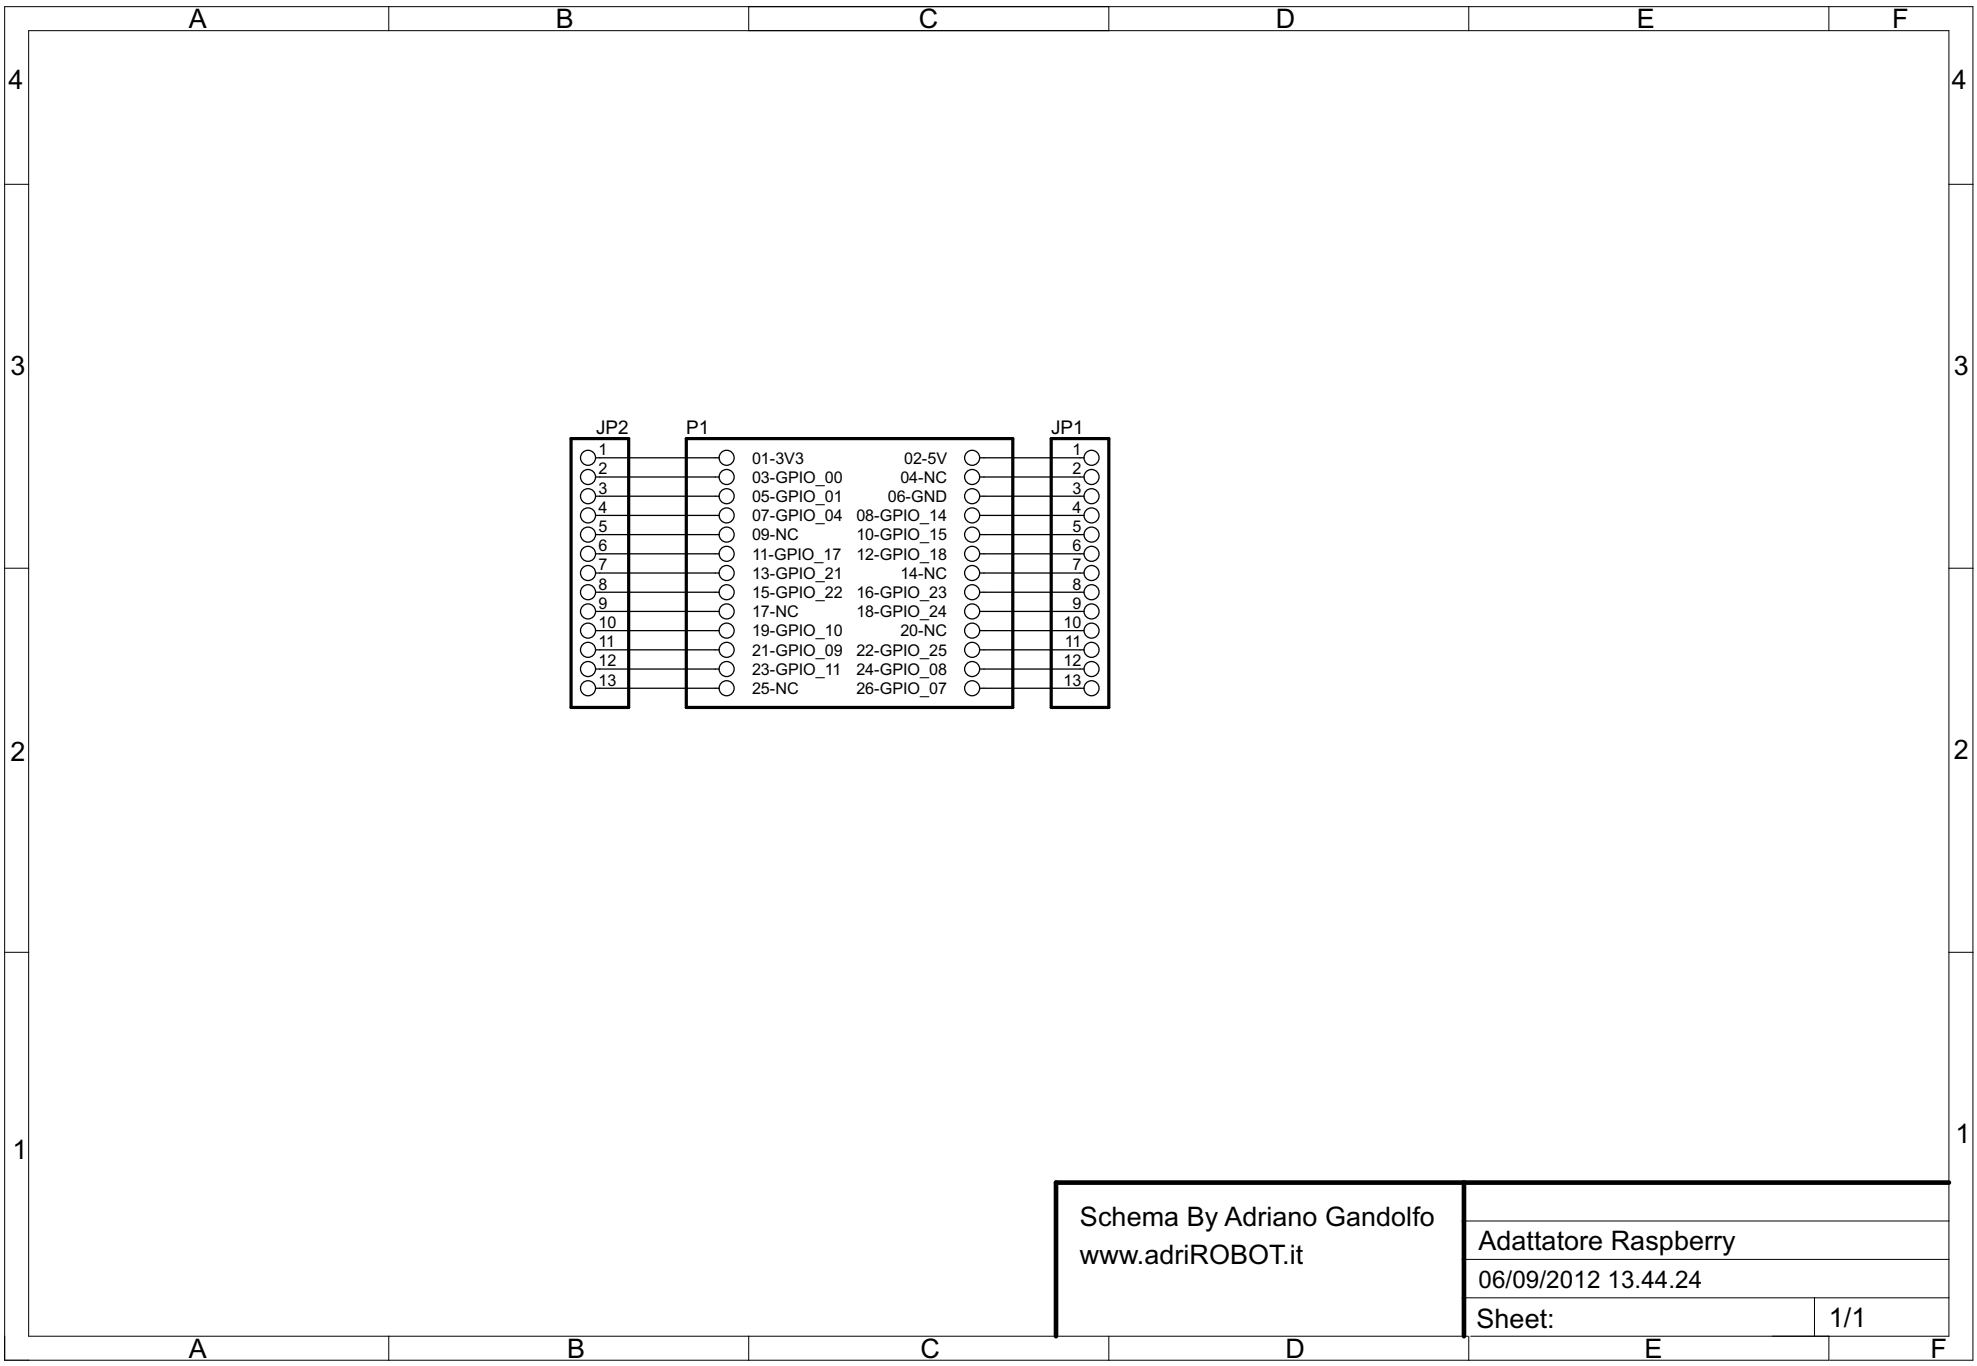 A B C D E F
4 4
3 3
JP2 P1 JP1
1 01-3V3 02-5V 1
2 03-GPIO_00 04-NC 2
3 05-GPIO_01 06-GND 3
4 07-GPIO_04 08-GPIO_14 4
5 09-NC 10-GPIO_15 5
6 11-GPIO_17 12-GPIO_18 6
7 13-GPIO_21 14-NC 7
8 15-GPIO_22 16-GPIO_23 8
9 17-NC 18-GPIO_24 9
10 19-GPIO_10 20-NC 10
11 21-GPIO_09 22-GPIO_25 11
12 23-GPIO_11 24-GPIO_08 12
13 25-NC 26-GPIO_07 13
2 2
1 1
Schema By Adriano Gandolfo
www.adriROBOT.it
Adattatore Raspberry
06/09/2012 13.44.24
Sheet: 1/1
A B C D E F